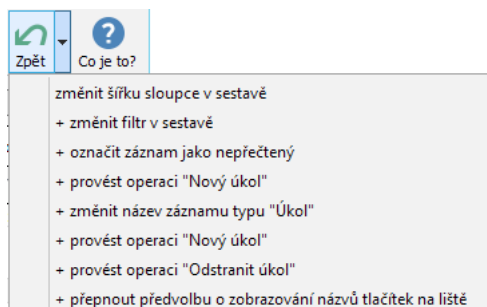 Zpět
Co je to?
změnit šířku sloupce v sestavě
+ změnit filtr v sestavě
+ označit záznam jako nepřečtený
+ provést operaci "Nový úkol"
+ změnit název záznamu typu "Úkol"
+ provést operaci "Nový úkol"
+ provést operaci "Odstranit úkol"
+ přepnout předvolbu o zobrazování názvů tlačítek na liště